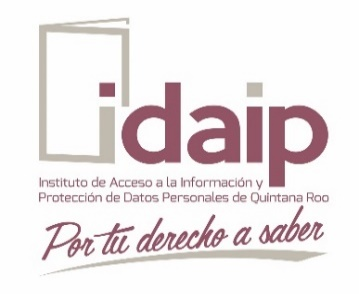 idaip
Instituto de Acceso a la Información y
Protección de Datos Personales de Quintana Roo
Por tu derecho a saber